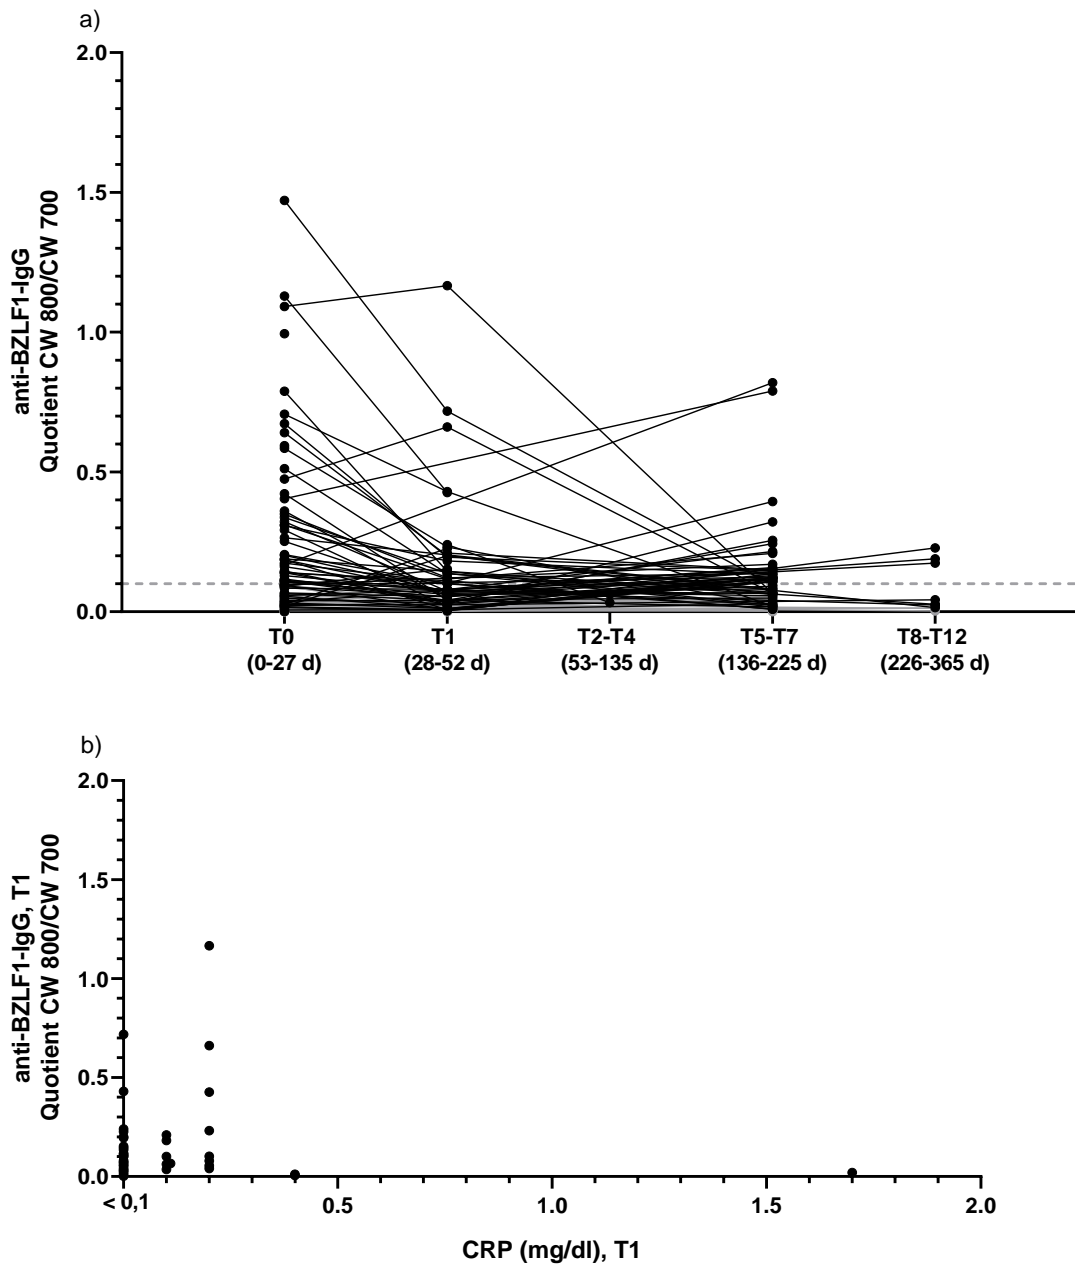 a)
2.0
1.5
1.0
0.5
0.0
anti-BZLF1-IgG
Quotient CW 800/CW 700
T0 T1 T2-T4 T5-T7 T8-T12
(0-27 d) (28-52 d) (53-135 d) (136-225 d) (226-365 d)
b)
2.0
1.5
1.0
0.5
0.0
anti-BZLF1-IgG, T1
Quotient CW 800/CW 700
< 0,1 0.5 1.0 1.5 2.0
CRP (mg/dl), T1